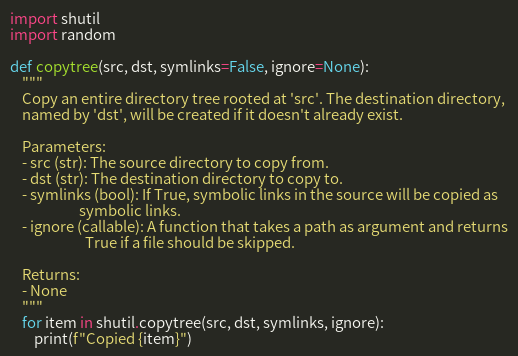 import shutil
import random

def copytree(src, dst, symlinks=False, ignore=None):
    """
    Copy an entire directory tree rooted at 'src'. The destination directory,
    named by 'dst', will be created if it doesn't already exist.

    Parameters:
    - src (str): The source directory to copy from.
    - dst (str): The destination directory to copy to.
    - symlinks (bool): If True, symbolic links in the source will be copied as
                       symbolic links.
    - ignore (callable): A function that takes a path as argument and returns
                         True if a file should be skipped.

    Returns:
    - None
    """
    for item in shutil.copytree(src, dst, symlinks, ignore):
        print(f"Copied {item}")